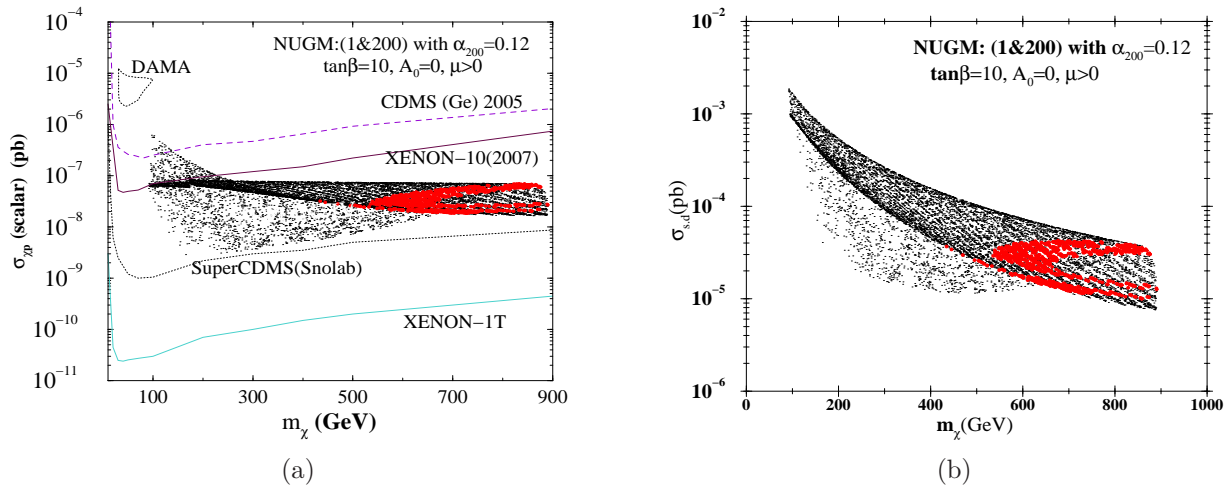 10⁻⁴
10⁻⁵
10⁻⁶
10⁻⁷
10⁻⁸
10⁻⁹
10⁻¹⁰
10⁻¹¹
σ_χp (scalar) (pb)
NUGM:(1&200) with α₂₀₀=0.12
tanβ=10, A₀=0, μ>0
DAMA
CDMS (Ge) 2005
XENON−10(2007)
SuperCDMS(Snolab)
XENON−1T
100 300 500 700 900
m_χ (GeV)
(a)
10⁻²
10⁻³
10⁻⁴
10⁻⁵
10⁻⁶
σ_s.d(pb)
NUGM: (1&200) with α₂₀₀=0.12
tanβ=10, A₀=0, μ>0
0 200 400 600 800 1000
m_χ(GeV)
(b)